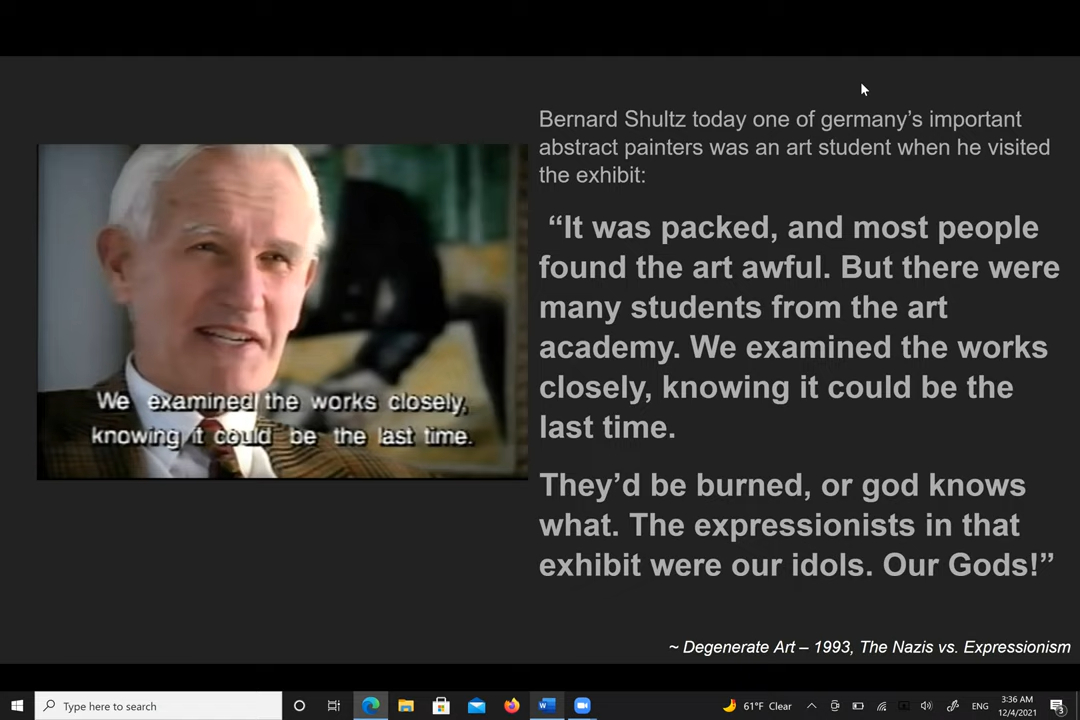 Bernard Shultz today one of germany’s important
abstract painters was an art student when he visited
the exhibit:
“It was packed, and most people
found the art awful. But there were
many students from the art
academy. We examined the works
closely, knowing it could be the
last time.
They’d be burned, or god knows
what. The expressionists in that
exhibit were our idols. Our Gods!”
We examined the works closely,
knowing it could be the last time.
~ Degenerate Art – 1993, The Nazis vs. Expressionism
Type here to search
61°F Clear
ENG
3:36 AM
12/4/2021
3